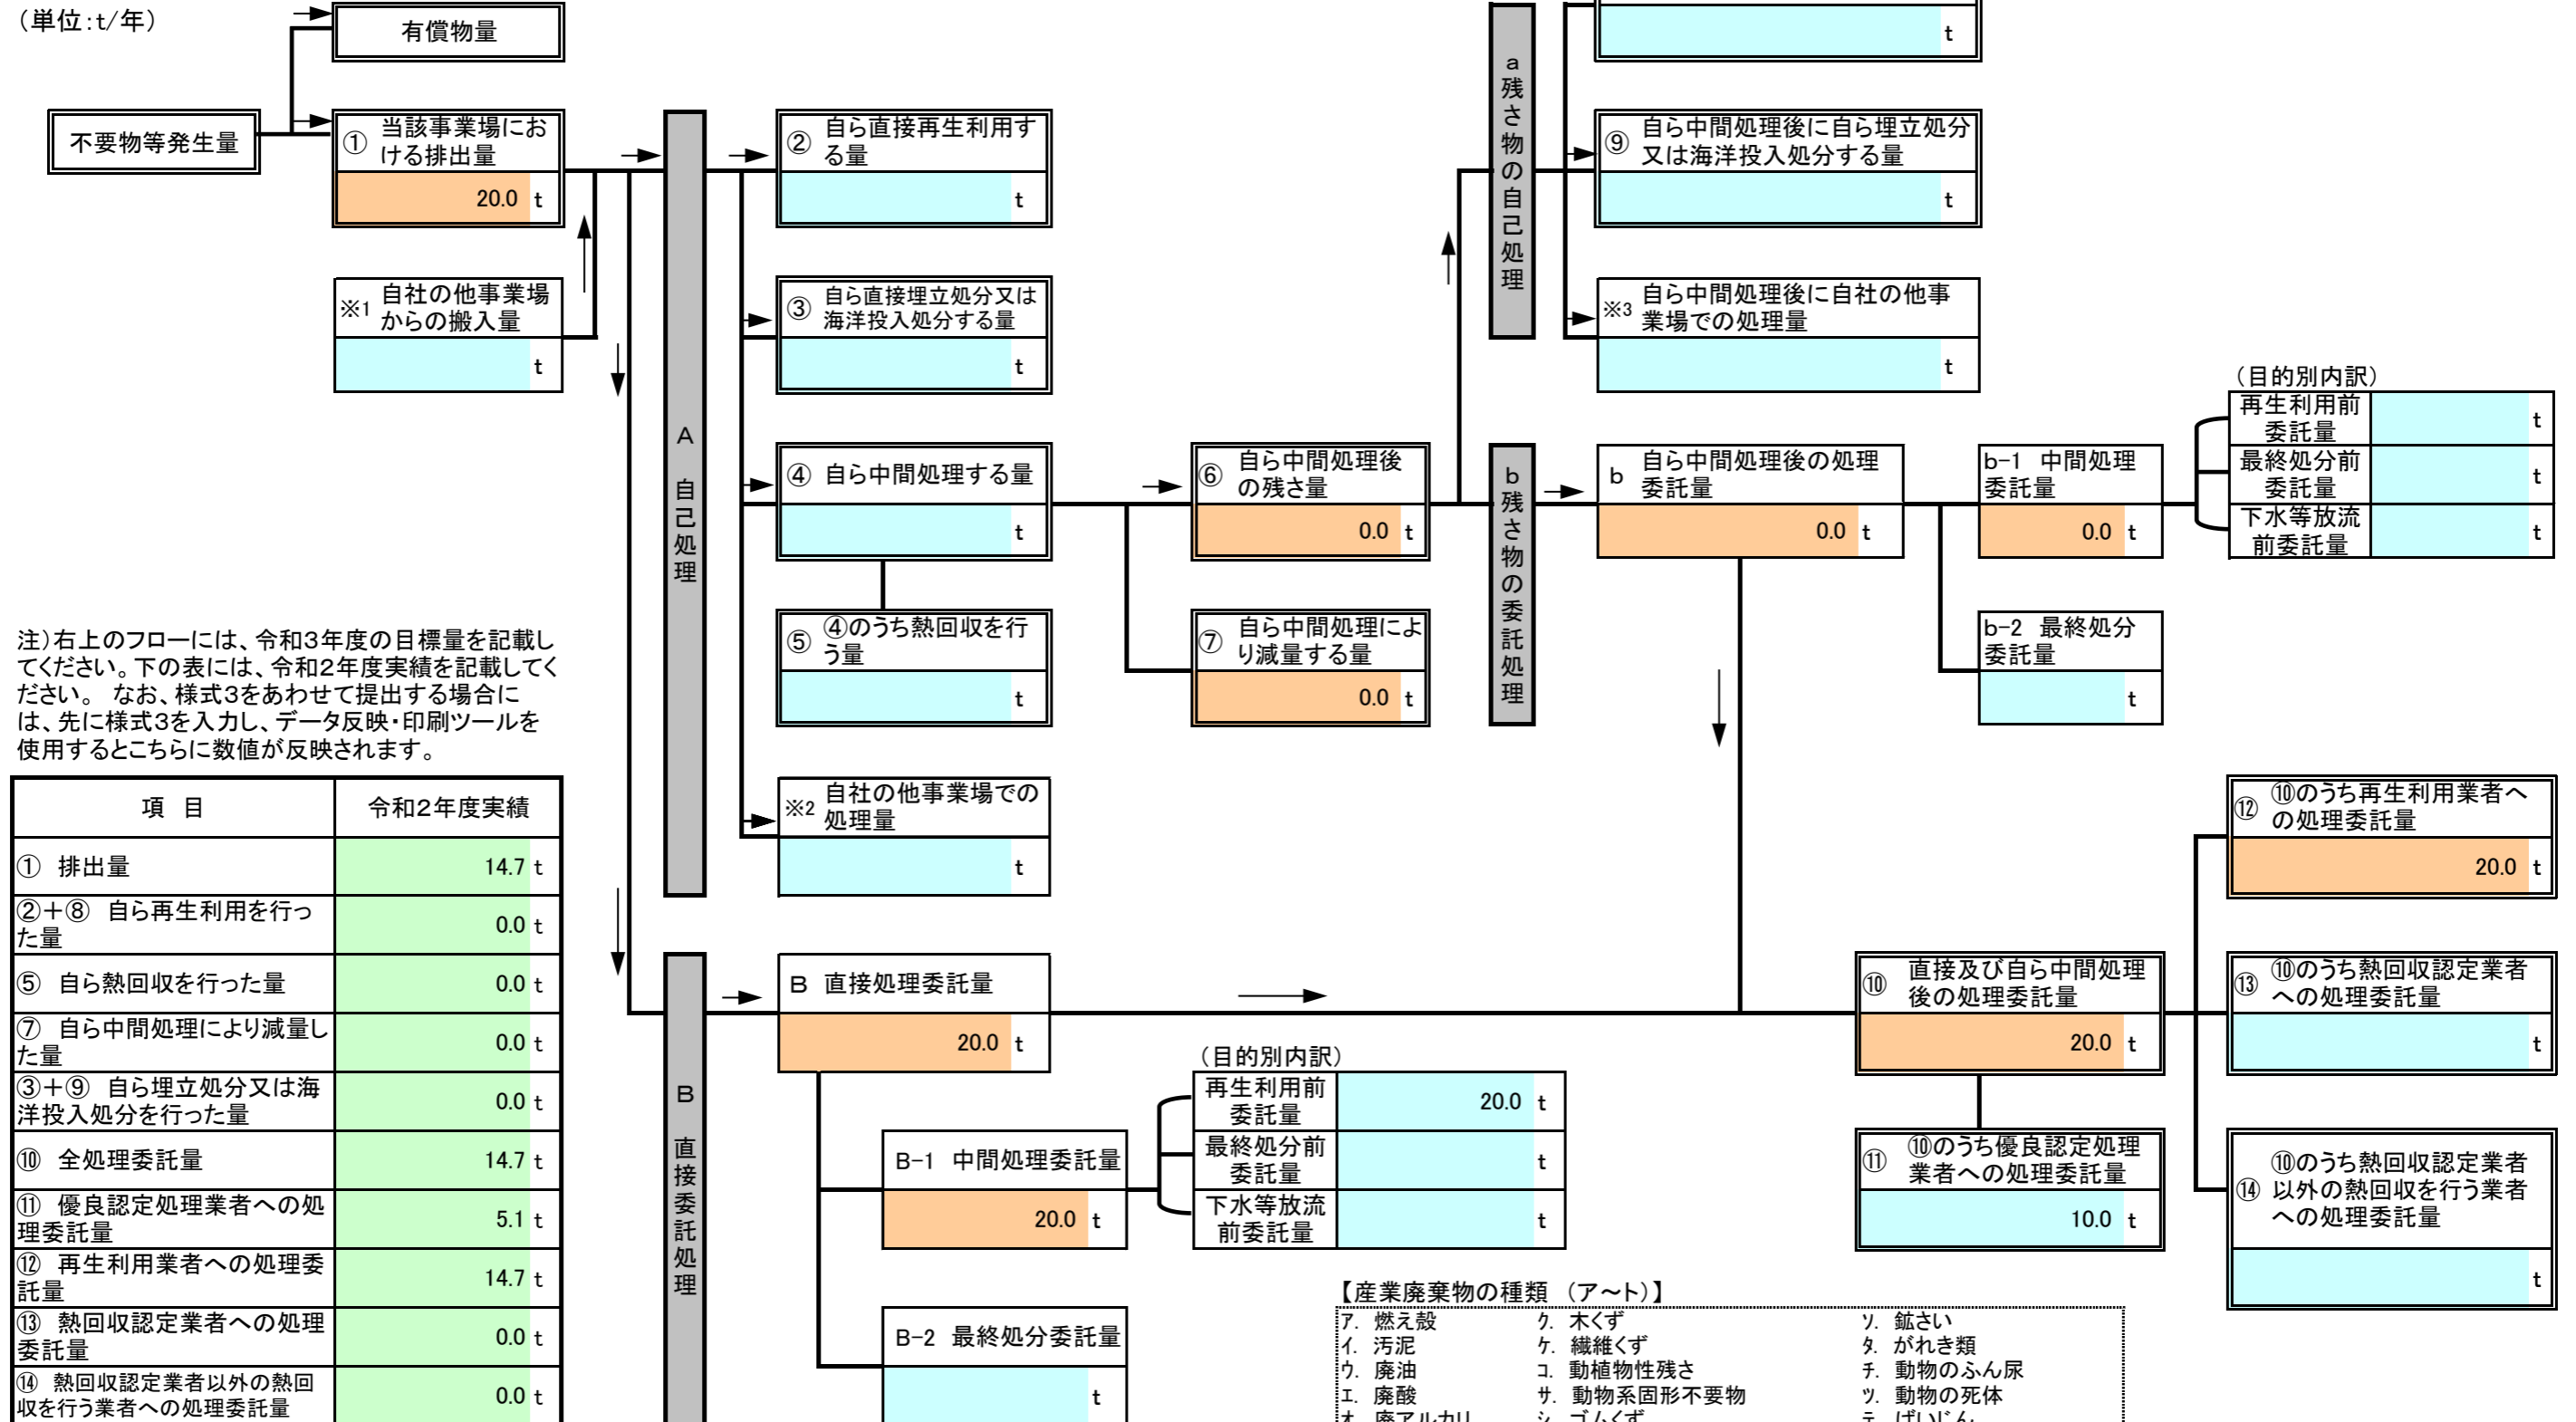 （単位:t/年）
有償物量
t
不要物等発生量
① 当該事業場にお
ける排出量
20.0 t
② 自ら直接再生利用す
る量
t
a
残さ物の自己処理
⑨ 自ら中間処理後に自ら埋立処分
又は海洋投入処分する量
t
※1 自社の他事業場
からの搬入量
t
③ 自ら直接埋立処分又は
海洋投入処分する量
t
※3 自ら中間処理後に自社の他事
業場での処理量
t
A 自己処理
④ 自ら中間処理する量
t
⑥ 自ら中間処理後
の残さ量
0.0 t
b
残さ物の委託処理
b 自ら中間処理後の処理
委託量
0.0 t
b-1 中間処理
委託量
0.0 t
（目的別内訳）
再生利用前
委託量
t
最終処分前
委託量
t
下水等放流
前委託量
t
⑤ ④のうち熱回収を行
う量
t
⑦ 自ら中間処理によ
り減量する量
0.0 t
b-2 最終処分
委託量
t
注）右上のフローには、令和3年度の目標量を記載し
てください。下の表には、令和2年度実績を記載してく
ださい。 なお、様式3をあわせて提出する場合に
は、先に様式3を入力し、データ反映・印刷ツールを
使用するとこちらに数値が反映されます。
※2 自社の他事業場での
処理量
t
項 目 令和2年度実績
① 排出量 14.7 t
②＋⑧ 自ら再生利用を行っ
た量 0.0 t
⑤ 自ら熱回収を行った量 0.0 t
⑦ 自ら中間処理により減量し
た量 0.0 t
③＋⑨ 自ら埋立処分又は海
洋投入処分を行った量 0.0 t
⑩ 全処理委託量 14.7 t
⑪ 優良認定処理業者への処
理委託量 5.1 t
⑫ 再生利用業者への処理委
託量 14.7 t
⑬ 熱回収認定業者への処理
委託量 0.0 t
⑭ 熱回収認定業者以外の熱回
収を行う業者への処理委託量 0.0 t
B 直接委託処理
B 直接処理委託量
20.0 t
B-1 中間処理委託量
20.0 t
（目的別内訳）
再生利用前
委託量
20.0 t
最終処分前
委託量
t
下水等放流
前委託量
t
B-2 最終処分委託量
t
⑩ 直接及び自ら中間処理
後の処理委託量
20.0 t
⑪ ⑩のうち優良認定処理
業者への処理委託量
10.0 t
⑫ ⑩のうち再生利用業者へ
の処理委託量
20.0 t
⑬ ⑩のうち熱回収認定業者
への処理委託量
t
⑭ ⑩のうち熱回収認定業者
以外の熱回収を行う業者
への処理委託量
t
【産業廃棄物の種類 （ア～ト）】
ア. 燃え殻 ク. 木くず ソ. 鉱さい
イ. 汚泥 ケ. 繊維くず タ. がれき類
ウ. 廃油 コ. 動植物性残さ チ. 動物のふん尿
エ. 廃酸 サ. 動物系固形不要物 ツ. 動物の死体
オ. 廃アルカリ シ. ゴムくず テ. ばいじん